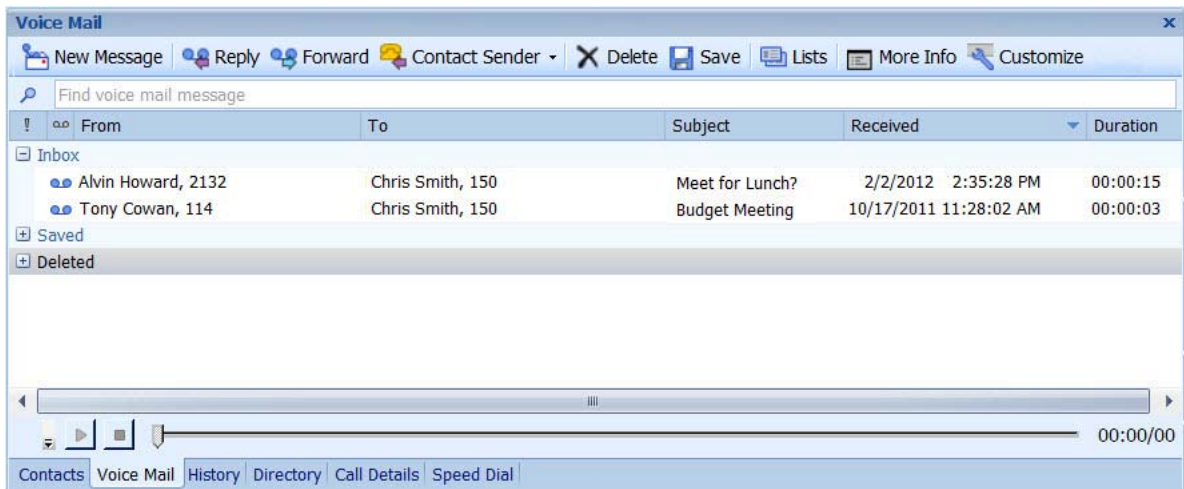 Voice Mail x
New Message Reply Forward Contact Sender Delete Save Lists More Info Customize
Find voice mail message
! From To Subject Received Duration
Inbox
Alvin Howard, 2132 Chris Smith, 150 Meet for Lunch? 2/2/2012 2:35:28 PM 00:00:15
Tony Cowan, 114 Chris Smith, 150 Budget Meeting 10/17/2011 11:28:02 AM 00:00:03
Saved
Deleted
00:00/00
Contacts Voice Mail History Directory Call Details Speed Dial